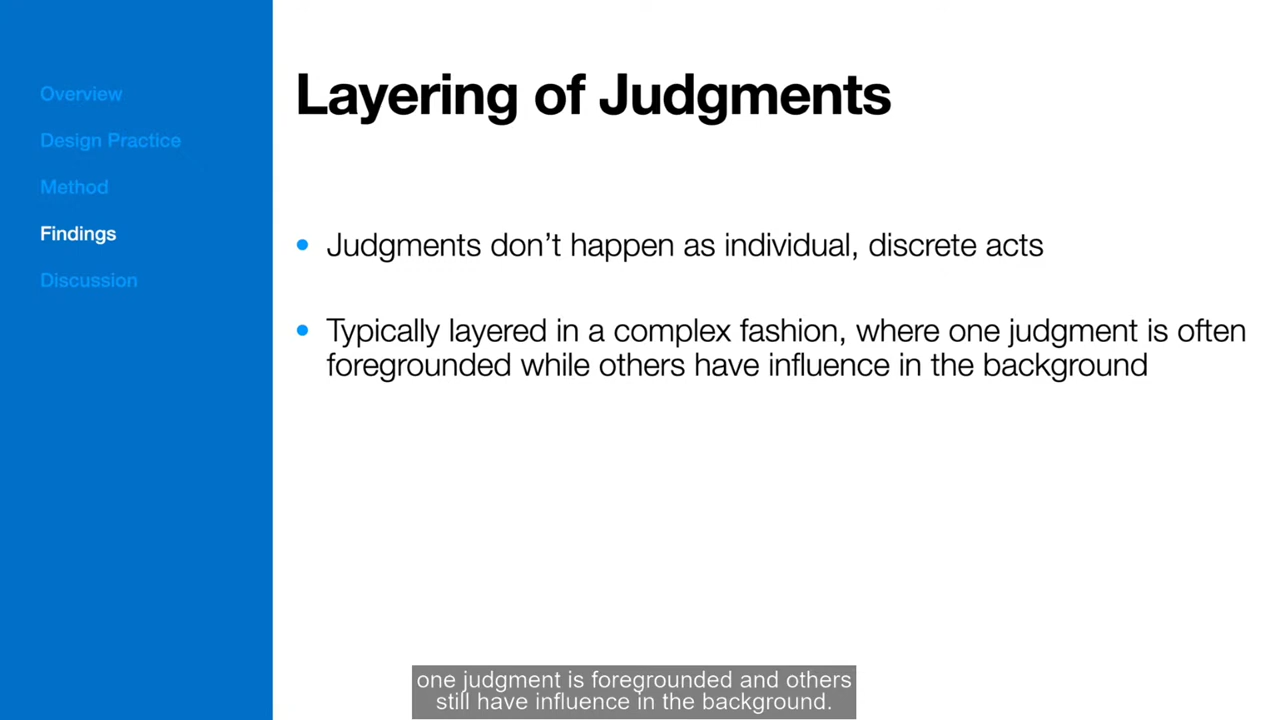 Overview
Design Practice
Method
Findings
Discussion
Layering of Judgments
• Judgments don’t happen as individual, discrete acts
• Typically layered in a complex fashion, where one judgment is often
foregrounded while others have influence in the background
one judgment is foregrounded and others
still have influence in the background.